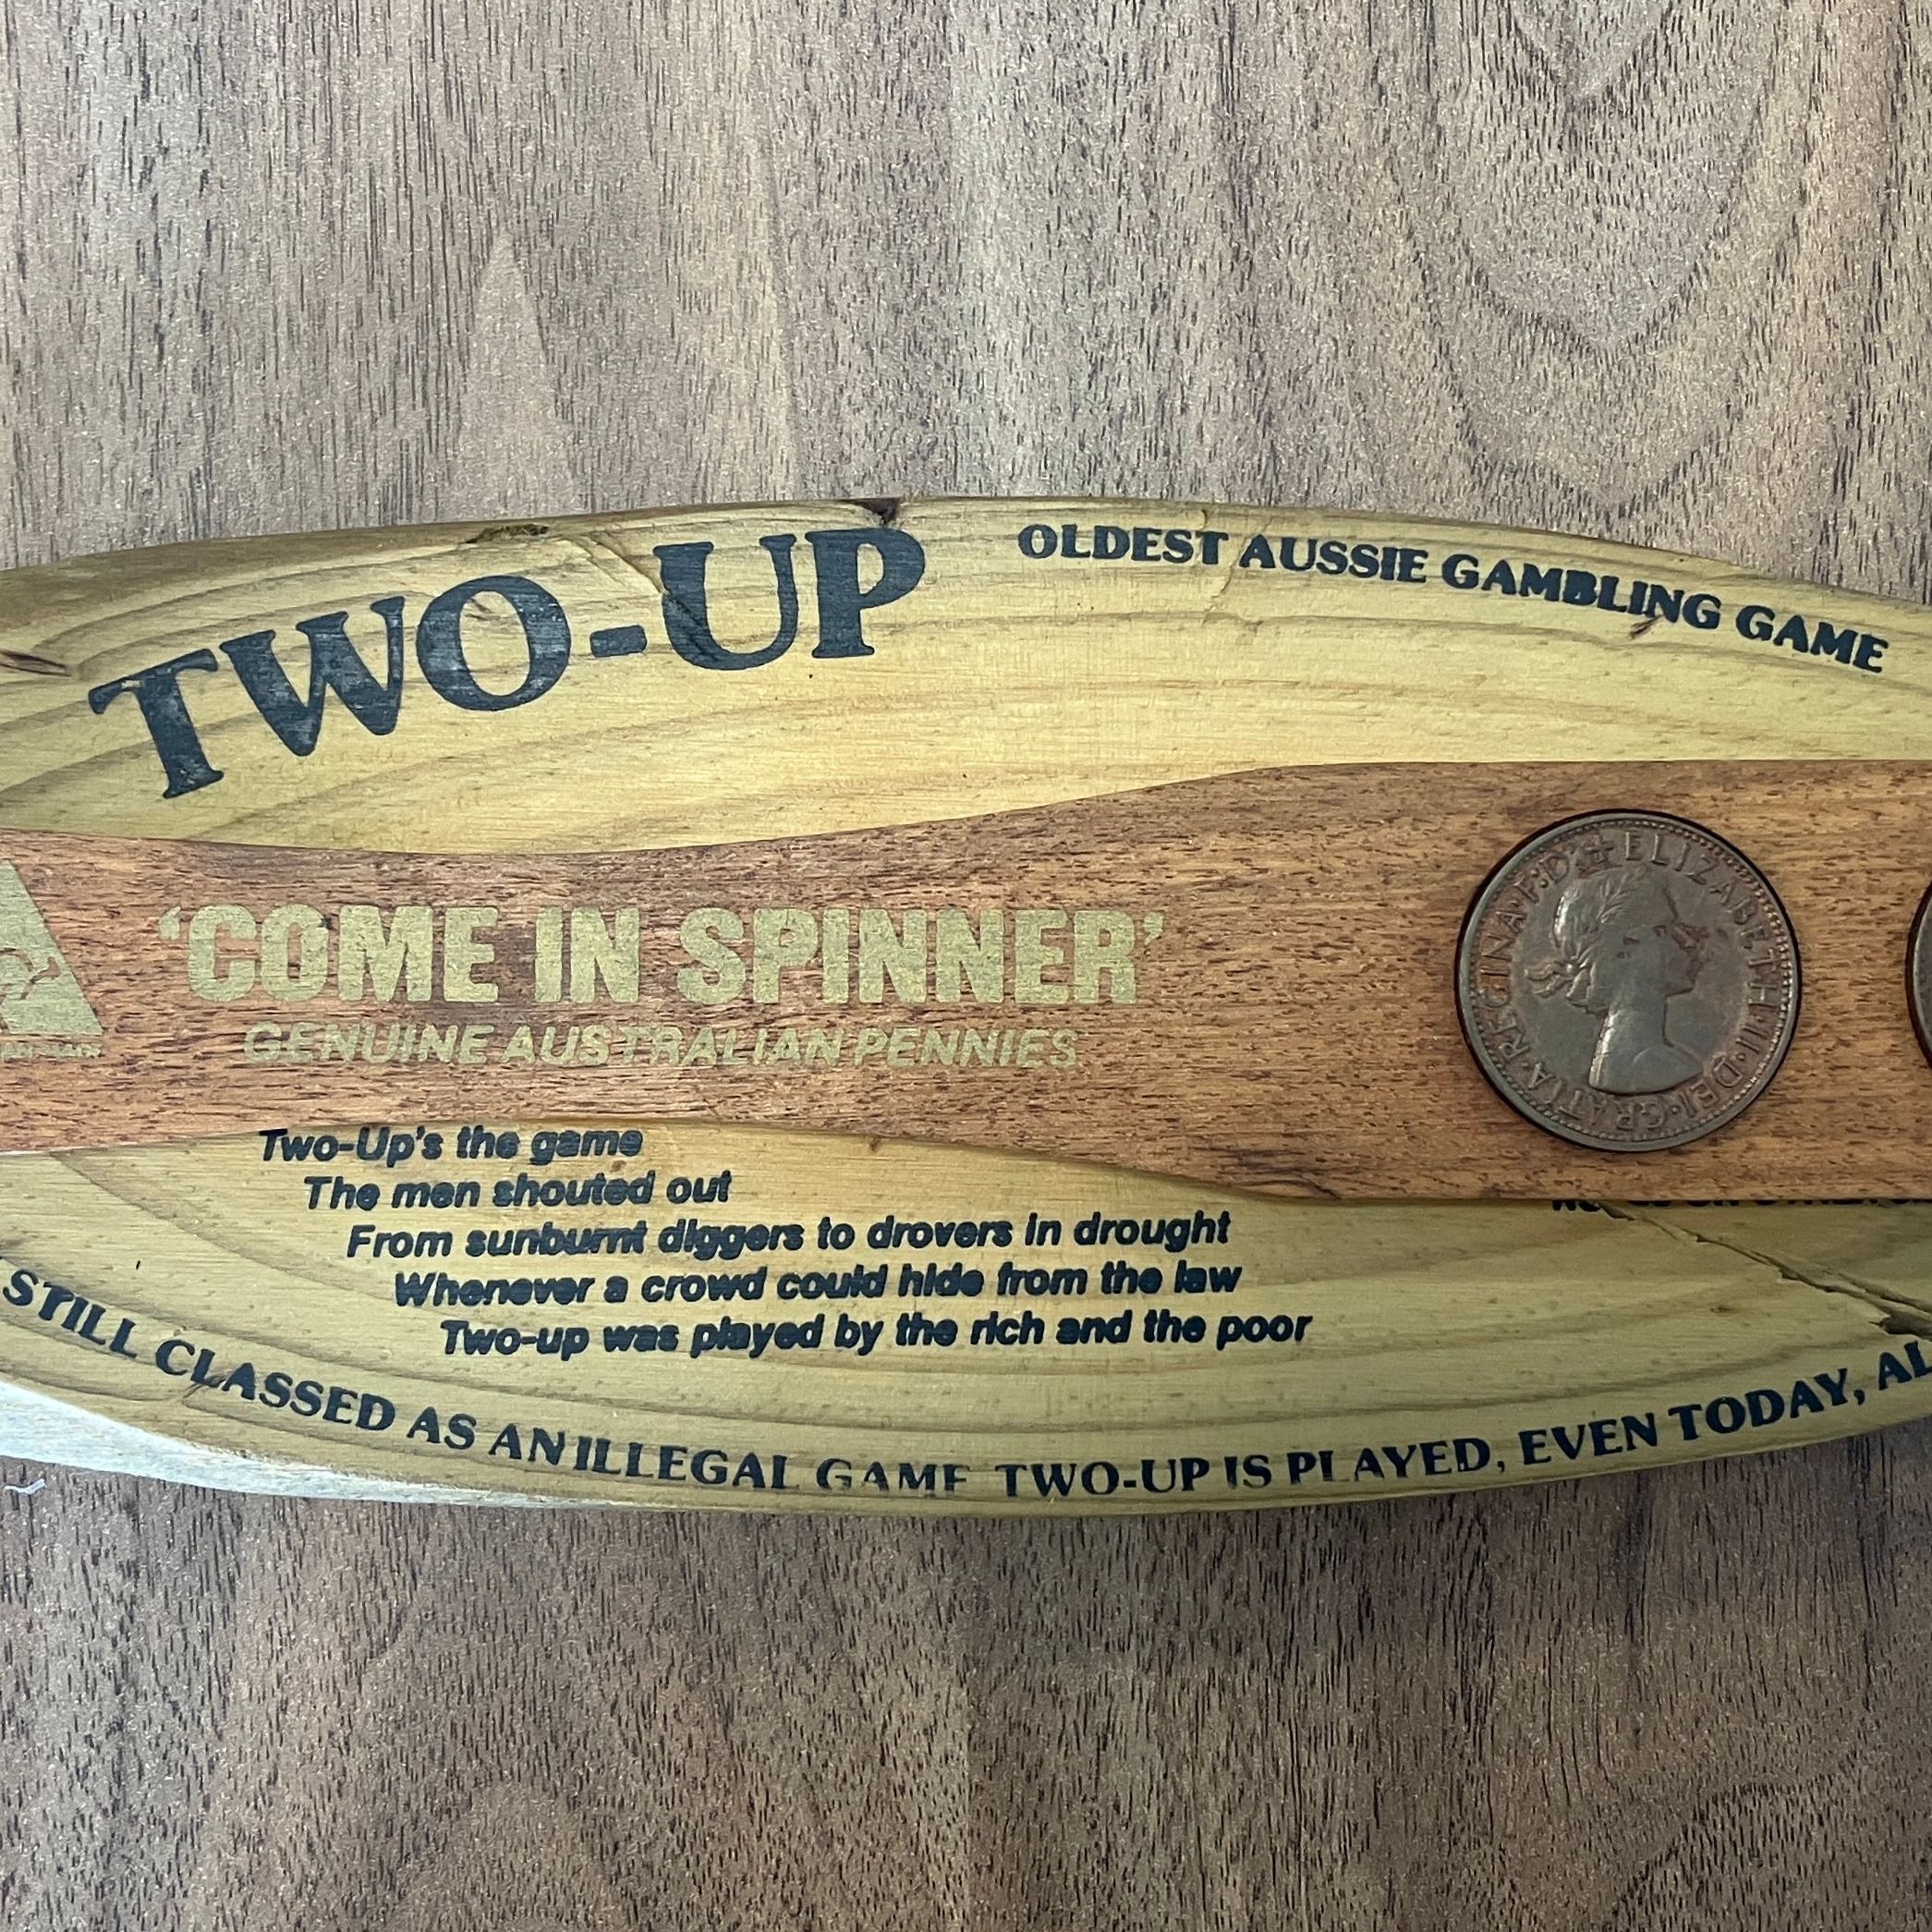 TWO-UP
OLDEST AUSSIE GAMBLING GAME
'COME IN SPINNER'
GENUINE AUSTRALIAN PENNIES
ELIZABETH·II·DEI·GRATIA·REGINA·F:D:
Two-Up's the game
The men shouted out
From sunburnt diggers to drovers in drought
Whenever a crowd could hide from the law
Two-up was played by the rich and the poor
STILL CLASSED AS AN ILLEGAL GAME TWO-UP IS PLAYED, EVEN TODAY, AL